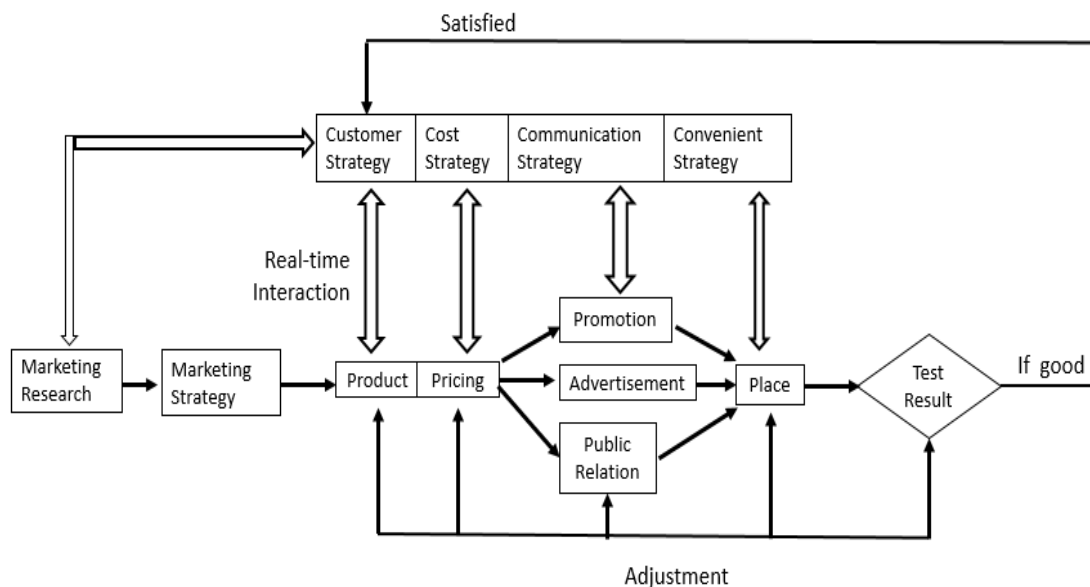 Satisfied
Customer
Strategy
Cost
Strategy
Communication
Strategy
Convenient
Strategy
Real-time
Interaction
Promotion
Marketing
Research
Marketing
Strategy
Product
Pricing
Advertisement
Place
Test
Result
If good
Public
Relation
Adjustment